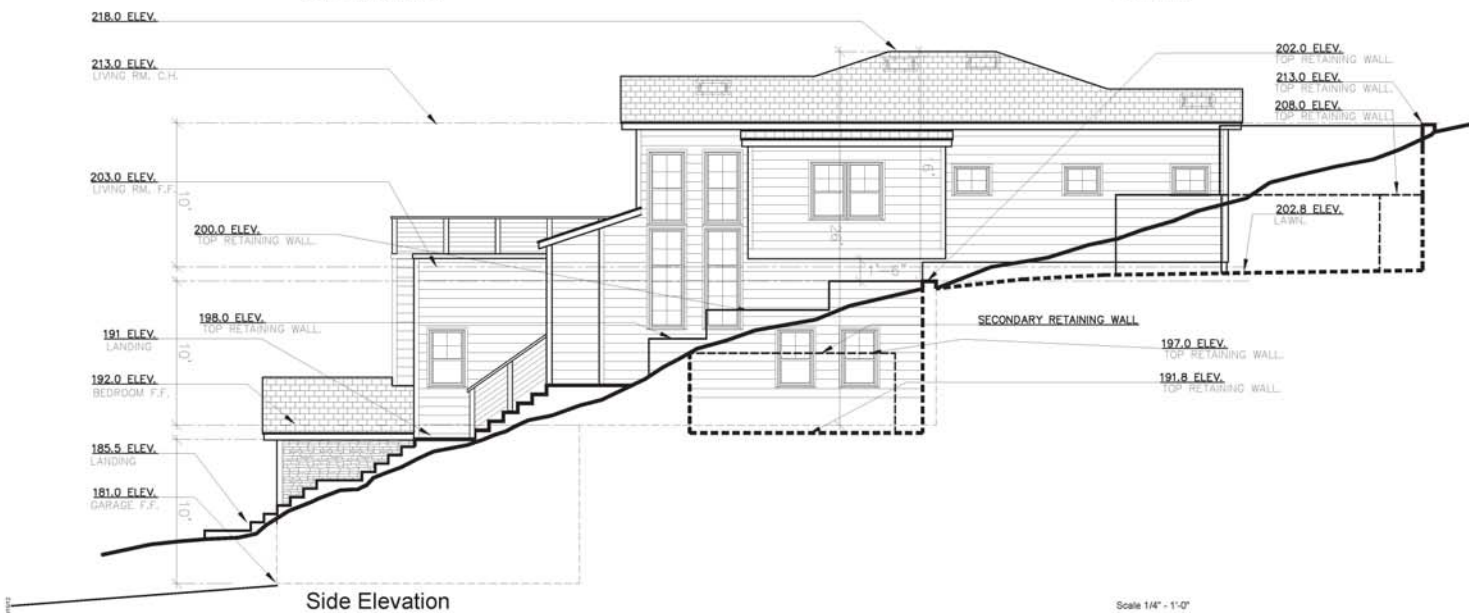 218.0 ELEV.
213.0 ELEV.
LIVING RM. C.H.
202.0 ELEV.
TOP RETAINING WALL.
213.0 ELEV.
TOP RETAINING WALL.
208.0 ELEV.
TOP RETAINING WALL.
203.0 ELEV.
LIVING RM. F.F.
10"
6"
26'
200.0 ELEV.
TOP RETAINING WALL.
202.8 ELEV.
LAWN.
1'-6"
198.0 ELEV.
TOP RETAINING WALL.
SECONDARY RETAINING WALL
191. ELEV.
LANDING
10"
197.0 ELEV.
TOP RETAINING WALL.
192.0 ELEV.
BEDROOM F.F.
191.8 ELEV.
TOP RETAINING WALL.
185.5 ELEV.
LANDING
181.0 ELEV.
GARAGE F.F.
10"
Side Elevation
Scale 1/4" - 1'-0"